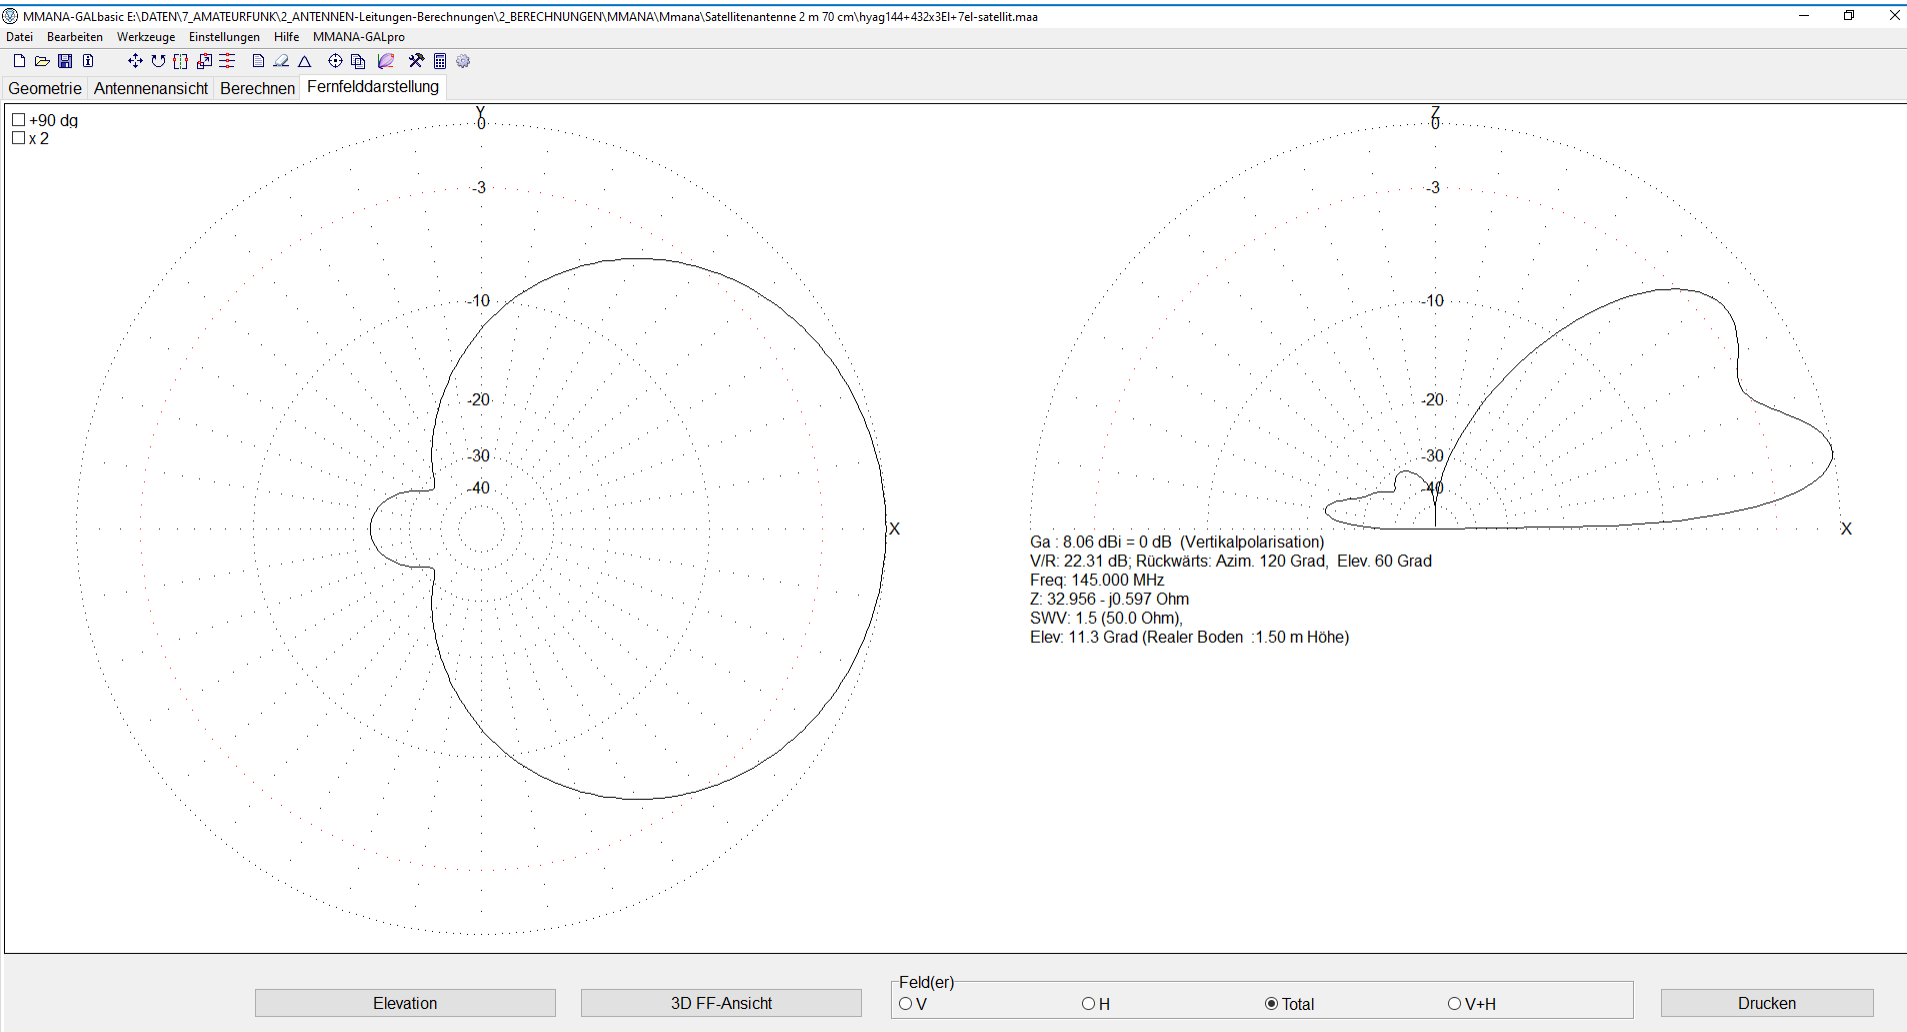 MMANA-GALbasic E:\DATEN\7_AMATEURFUNK\2_ANTENNEN-Leitungen-Berechnungen\2_BERECHNUNGEN\MMANA\Mmana\Satellitenantenne 2 m 70 cm\hyag144+432x3El+7el-satellit.maa
Datei Bearbeiten Werkzeuge Einstellungen Hilfe MMANA-GALpro
Geometrie Antennenansicht Berechnen Fernfelddarstellung
+90 dg
x 2
Y
0
-3
-10
-20
-30
-40
X
Z
0
-3
-10
-20
-30
-40
X
Ga : 8.06 dBi = 0 dB (Vertikalpolarisation)
V/R: 22.31 dB; Rückwärts: Azim. 120 Grad, Elev. 60 Grad
Freq: 145.000 MHz
Z: 32.956 - j0.597 Ohm
SWV: 1.5 (50.0 Ohm),
Elev: 11.3 Grad (Realer Boden :1.50 m Höhe)
Elevation
3D FF-Ansicht
Feld(er)
V H Total V+H
Drucken